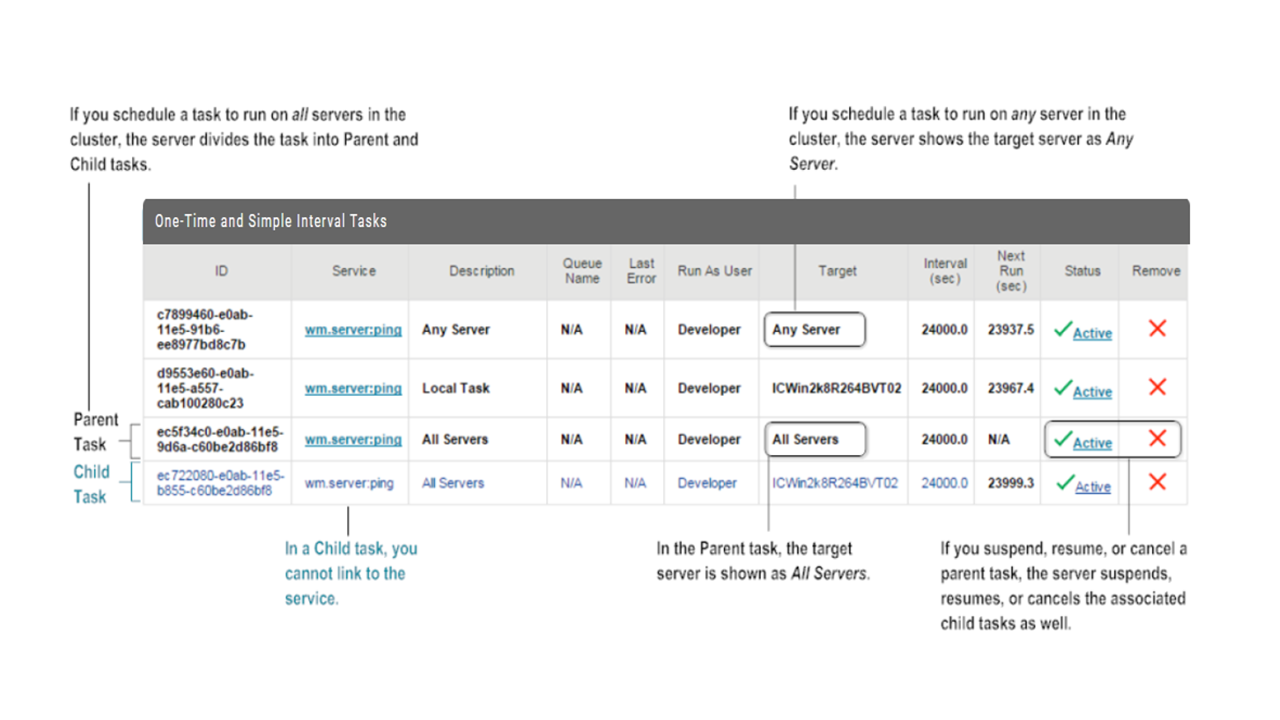 If you schedule a task to run on all servers in the
cluster, the server divides the task into Parent and
Child tasks.
If you schedule a task to run on any server in the
cluster, the server shows the target server as Any
Server.
One-Time and Simple Interval Tasks
ID Service Description Queue Name Last Error Run As User Target Interval (sec) Next Run (sec) Status Remove
c7899460-e0ab-
11e5-91b6-
ee8977bd8c7b
wm.server:ping Any Server N/A N/A Developer Any Server 24000.0 23937.5 Active
d9553e60-e0ab-
11e5-a557-
cab100280c23
wm.server:ping Local Task N/A N/A Developer ICWin2k8R264BVT02 24000.0 23967.4 Active
Parent
Task
ec5f34c0-e0ab-11e5-
9d6a-c60be2d86bf8
wm.server:ping All Servers N/A N/A Developer All Servers 24000.0 N/A Active
Child
Task
ec722080-e0ab-11e5-
b855-c60be2d86bf8
wm.server:ping All Servers N/A N/A Developer ICWin2k8R264BVT02 24000.0 23999.3 Active
In a Child task, you
cannot link to the
service.
In the Parent task, the target
server is shown as All Servers.
If you suspend, resume, or cancel a
parent task, the server suspends,
resumes, or cancels the associated
child tasks as well.